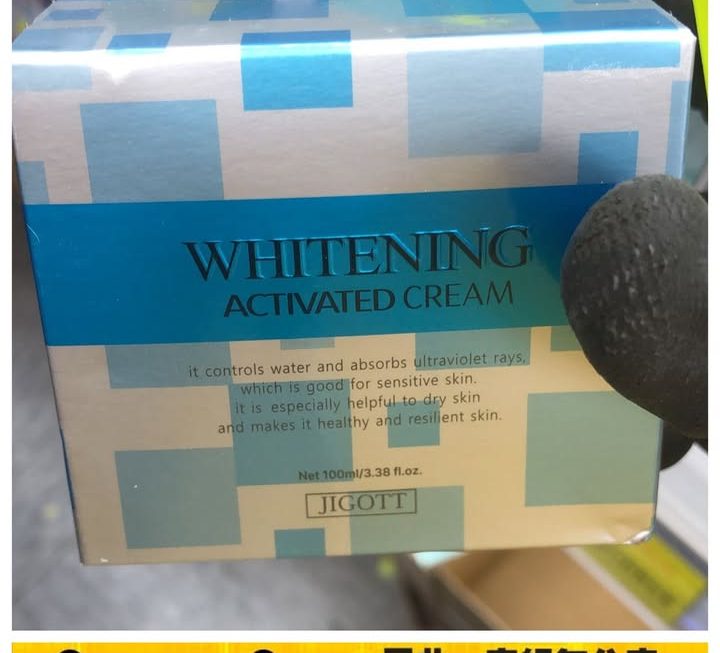 WHITENING
ACTIVATED CREAM
it controls water and absorbs ultraviolet rays,
which is good for sensitive skin.
it is especially helpful to dry skin
and makes it healthy and resilient skin.
Net 100ml/3.38 fl.oz.
JIGOTT